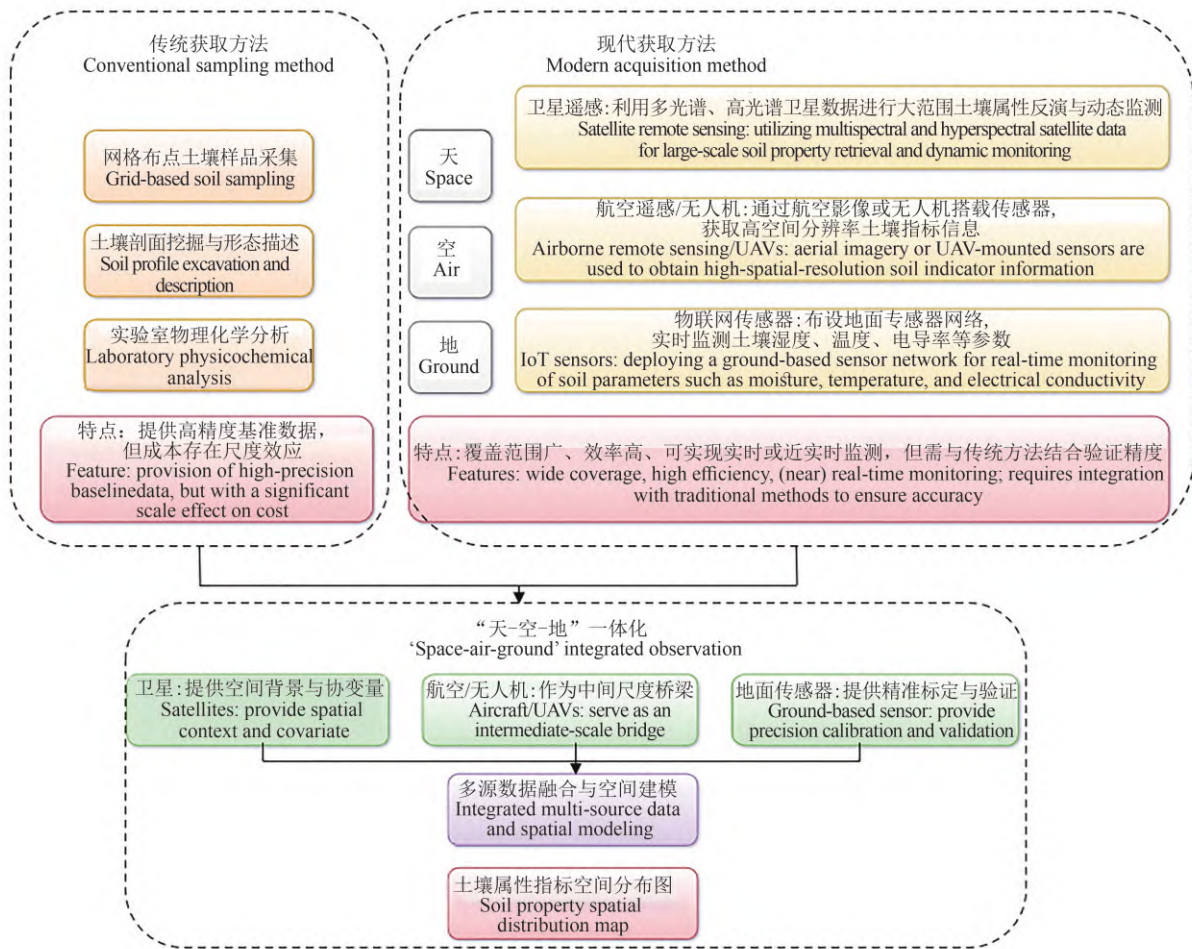 传统获取方法
Conventional sampling method
网格布点土壤样品采集
Grid-based soil sampling
土壤剖面挖掘与形态描述
Soil profile excavation and
description
实验室物理化学分析
Laboratory physicochemical
analysis
特点：提供高精度基准数据，
但成本存在尺度效应
Feature: provision of high-precision
baselinedata, but with a significant
scale effect on cost
现代获取方法
Modern acquisition method
天
Space
卫星遥感:利用多光谱、高光谱卫星数据进行大范围土壤属性反演与动态监测
Satellite remote sensing: utilizing multispectral and hyperspectral satellite data
for large-scale soil property retrieval and dynamic monitoring
空
Air
航空遥感/无人机:通过航空影像或无人机搭载传感器,
获取高空间分辨率土壤指标信息
Airborne remote sensing/UAVs: aerial imagery or UAV-mounted sensors are
used to obtain high-spatial-resolution soil indicator information
地
Ground
物联网传感器:布设地面专感器网络,
实时监测土壤湿度、温度、电导率等参数
IoT sensors: deploying a ground-based sensor network for real-time monitoring
of soil parameters such as moisture, temperature, and electrical conductivity
特点:覆盖范围广、效率高、可实现实时或近实时监测，但需与传统方法结合验证精度
Features: wide coverage, high efficiency, (near) real-time monitoring; requires integration
with traditional methods to ensure accuracy
“天-空-地”一体化
‘Space-air-ground’ integrated observation
卫星:提供空间背景与协变量
Satellites: provide spatial
context and covariate
航空/无人机:作为中间尺度桥梁
Aircraft/UAVs: serve as an
intermediate-scale bridge
地面传感器:提供精准标定与验证
Ground-based sensor: provide
precision calibration and validation
多源数据融合与空间建模
Integrated multi-source data
and spatial modeling
土壤属性指标空间分布图
Soil property spatial
distribution map